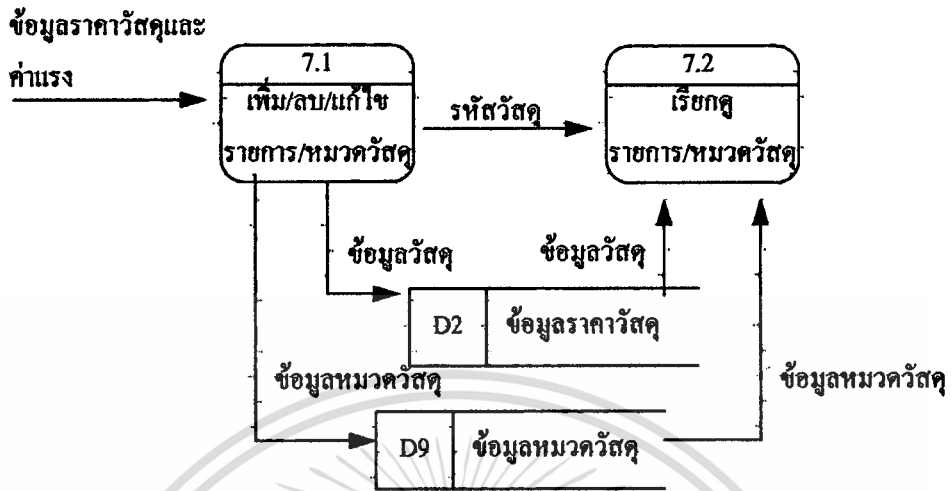 ข้อมูลราคาวัสดุและ
ค่าแรง
7.1
เพิ่ม/ลบ/แก้ไข
รายการ/หมวดวัสดุ
รหัสวัสดุ
7.2
เรียกดู
รายการ/หมวดวัสดุ
ข้อมูลวัสดุ
ข้อมูลวัสดุ
D2
ข้อมูลราคาวัสดุ
ข้อมูลหมวดวัสดุ
ข้อมูลหมวดวัสดุ
D9
ข้อมูลหมวดวัสดุ